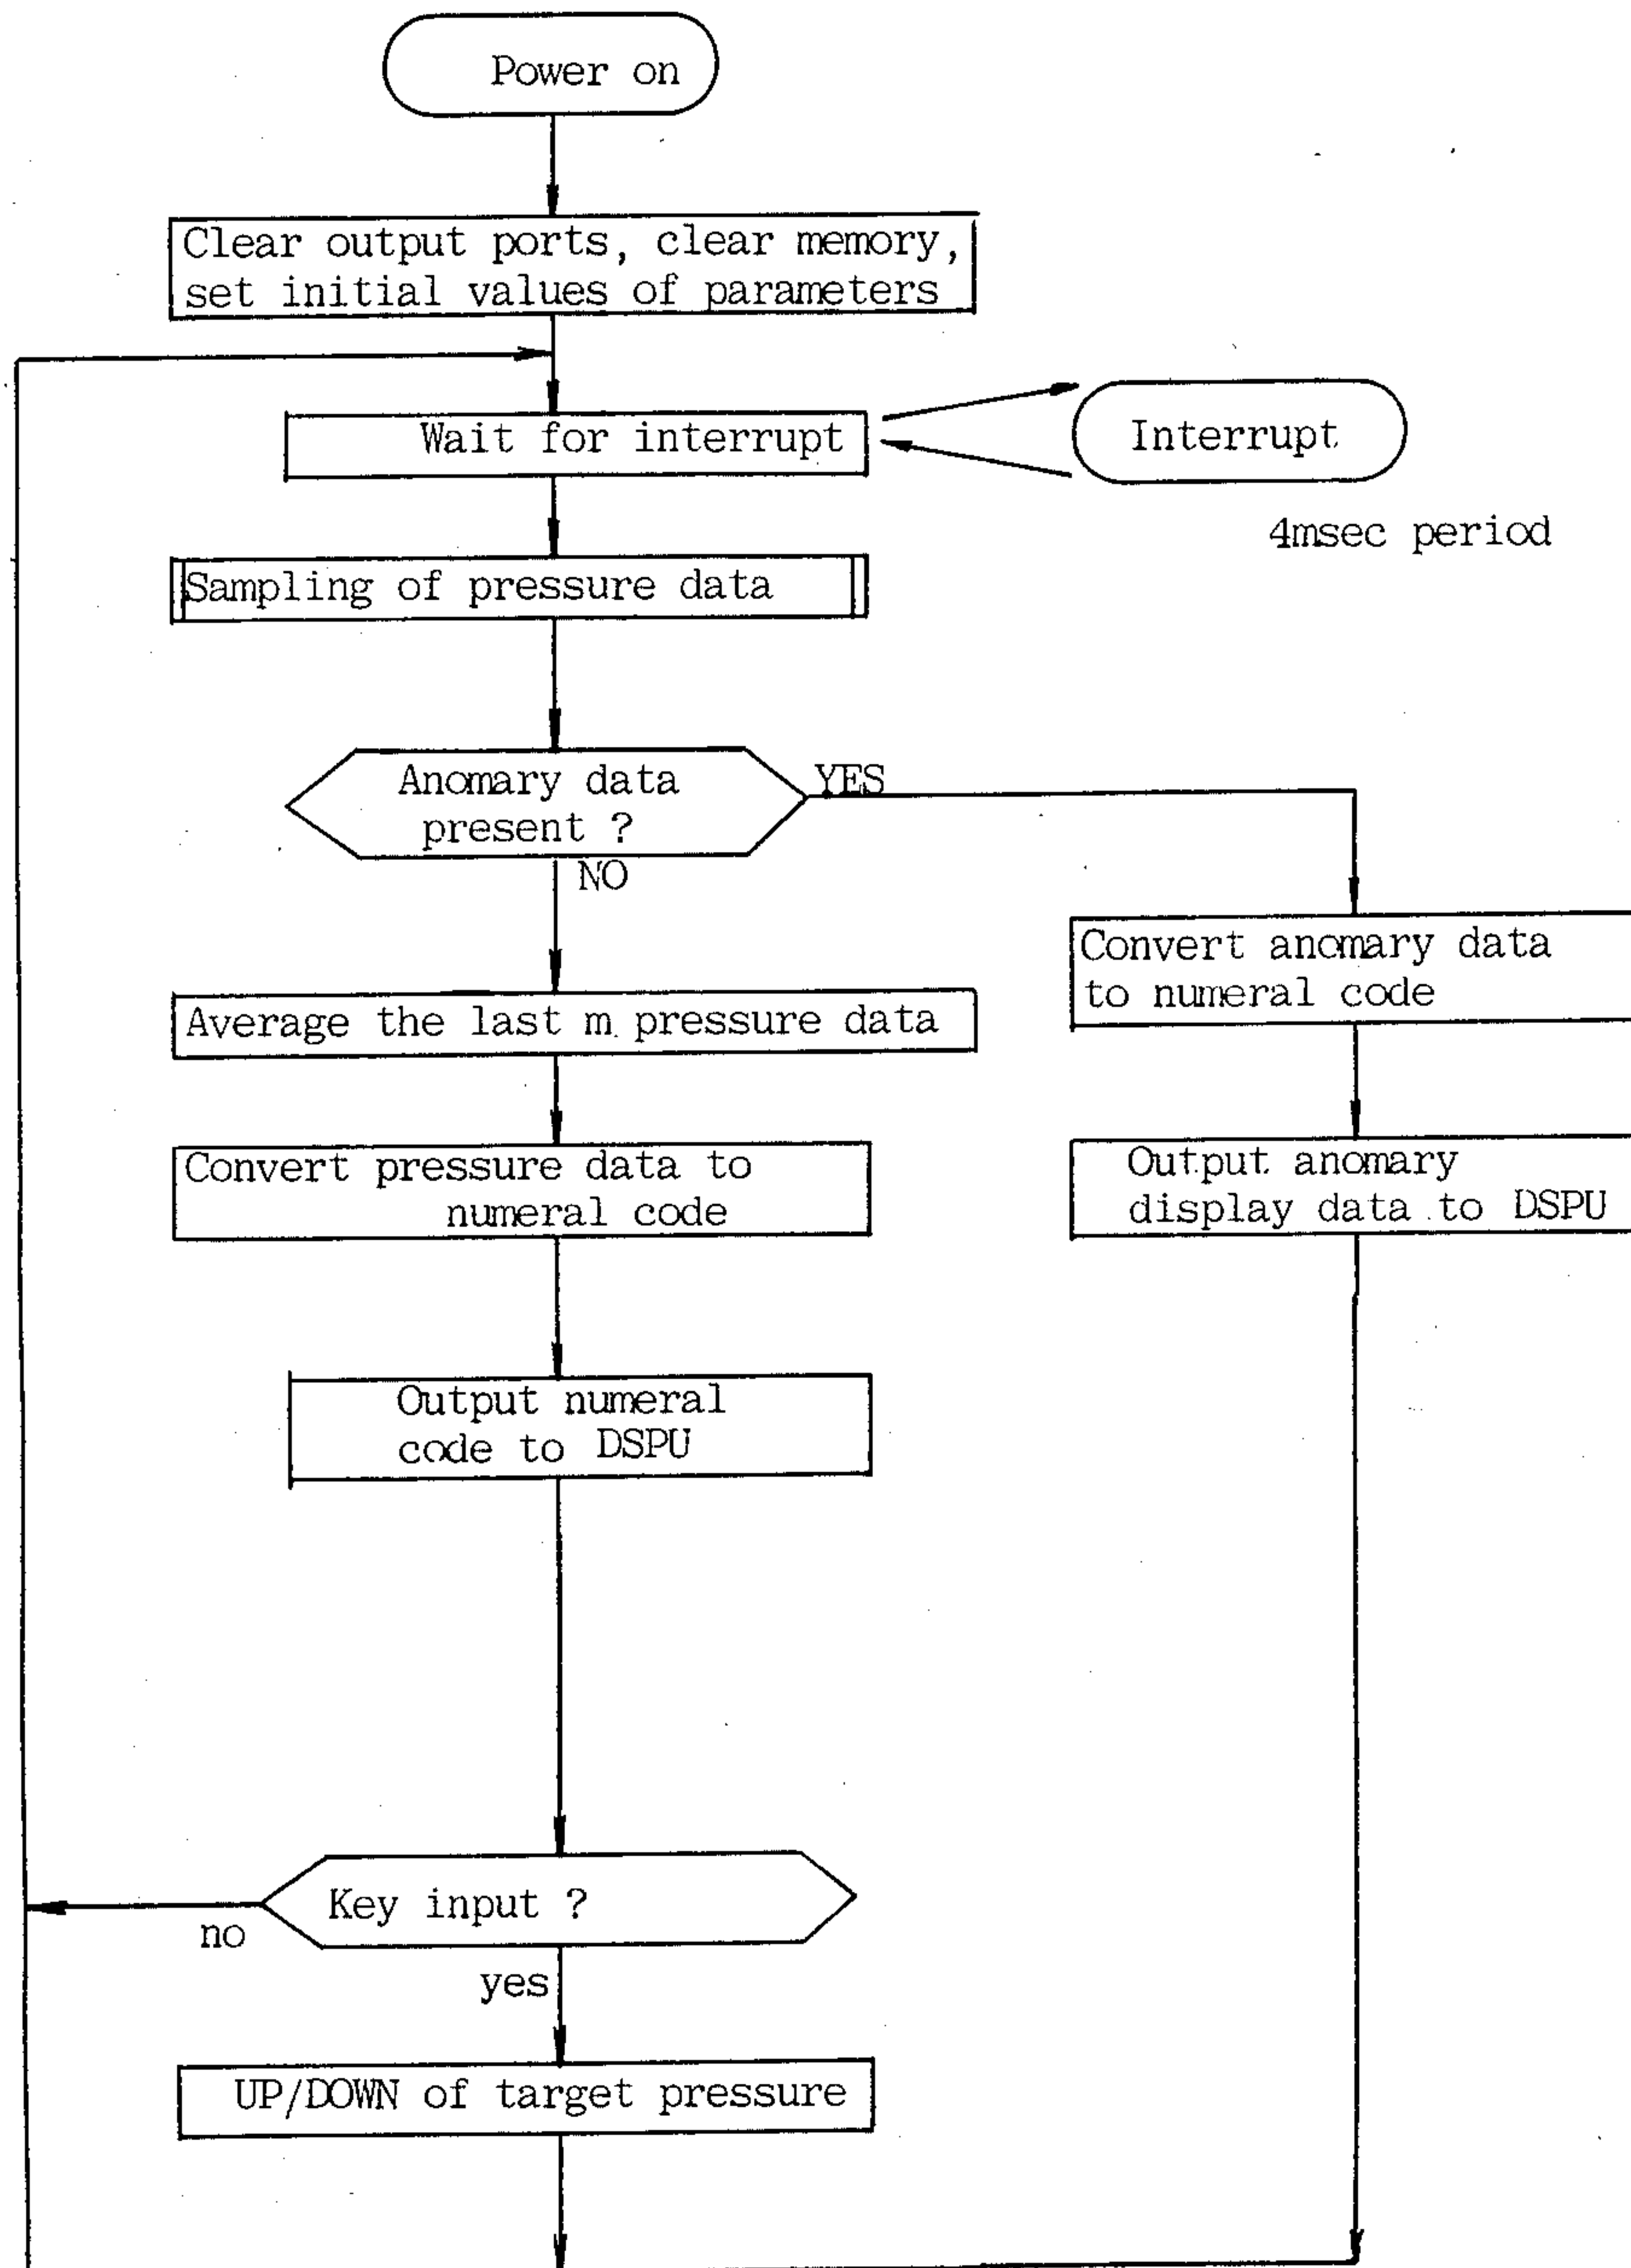 Power on
Clear output ports, clear memory,
set initial values of parameters
Wait for interrupt
Interrupt
4msec period
Sampling of pressure data
Anomary data
present ?
YES
NO
Convert anomary data
to numeral code
Average the last m pressure data
Convert pressure data to
numeral code
Output anomary
display data to DSPU
Output numeral
code to DSPU
Key input ?
no
yes
UP/DOWN of target pressure